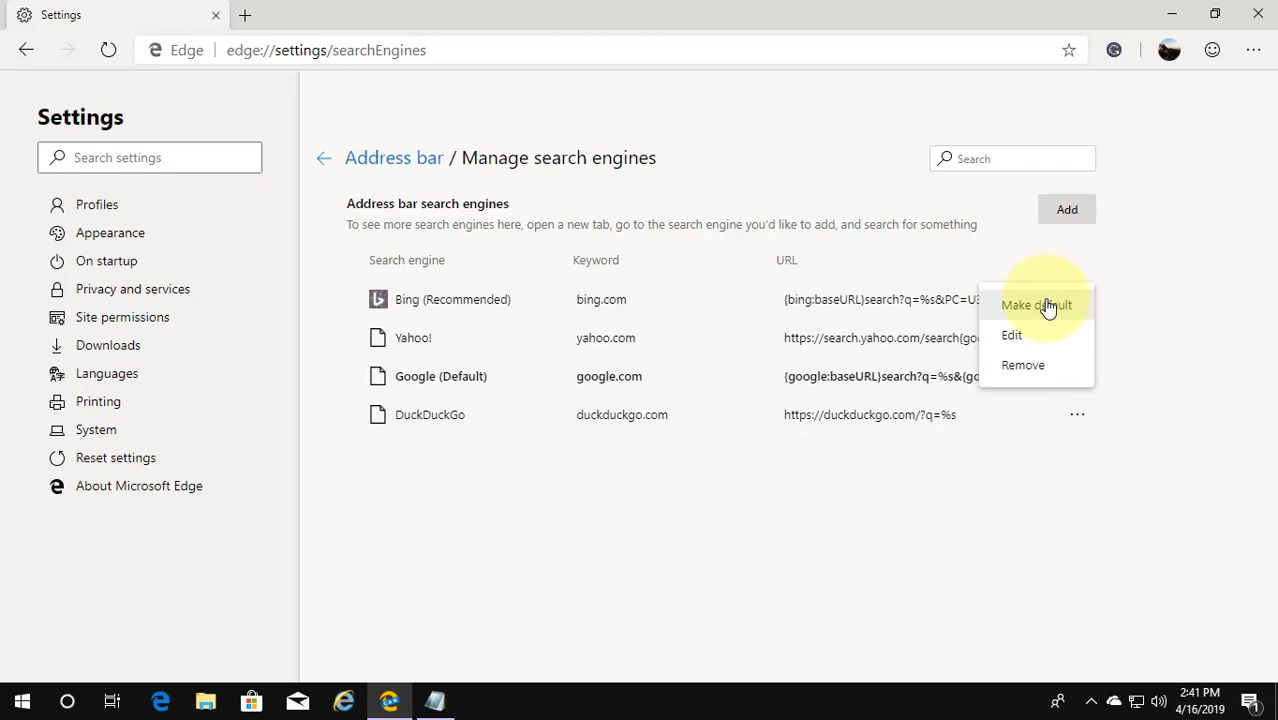 Settings
Edge
edge://settings/searchEngines
Settings
Search settings
Profiles
Appearance
On startup
Privacy and services
Site permissions
Downloads
Languages
Printing
System
Reset settings
About Microsoft Edge
Address bar / Manage search engines
Search
Address bar search engines
Add
To see more search engines here, open a new tab, go to the search engine you'd like to add, and search for something
Search engine Keyword URL
Bing (Recommended) bing.com {bing:baseURL}search?q=%s&PC=U3
Yahoo! yahoo.com https://search.yahoo.com/search{go
Google (Default) google.com {google:baseURL}search?q=%s&{go
DuckDuckGo duckduckgo.com https://duckduckgo.com/?q=%s
Make default
Edit
Remove
2:41 PM
4/16/2019
1